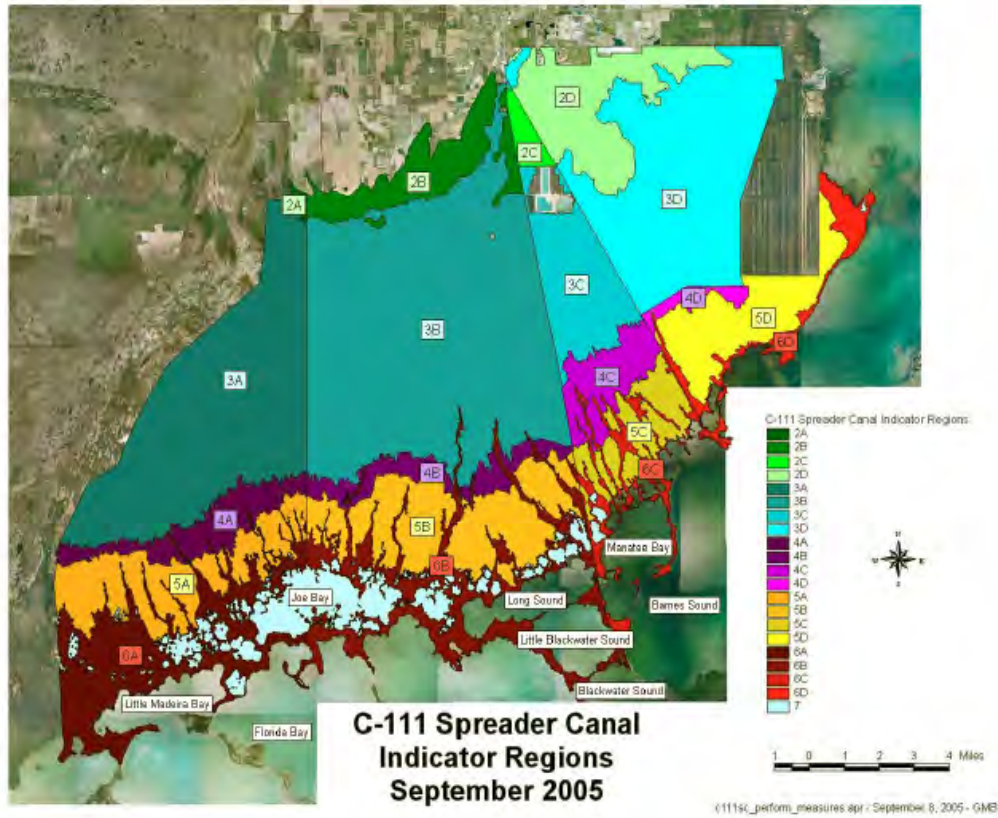 2D
2C
2B
2A
3D
3C
3B
3A
4D
5D
6D
4C
5C
6C
4B
4A
5B
6B
5A
6A
Manatee Bay
Joe Bay
Long Sound
Barnes Sound
Little Blackwater Sound
Blackwater Sound
Little Madeira Bay
Florida Bay
C-111 Spreader Canal
Indicator Regions
September 2005
C-111 Spreader Canal Indicator Regions
2A
2B
2C
2D
3A
3B
3C
3D
4A
4B
4C
4D
5A
5B
5C
5D
6A
6B
6C
6D
7
N
W E
S
1 0 1 2 3 4 Miles
c111sc_perform_measures.apr / September 8, 2005 - GMB